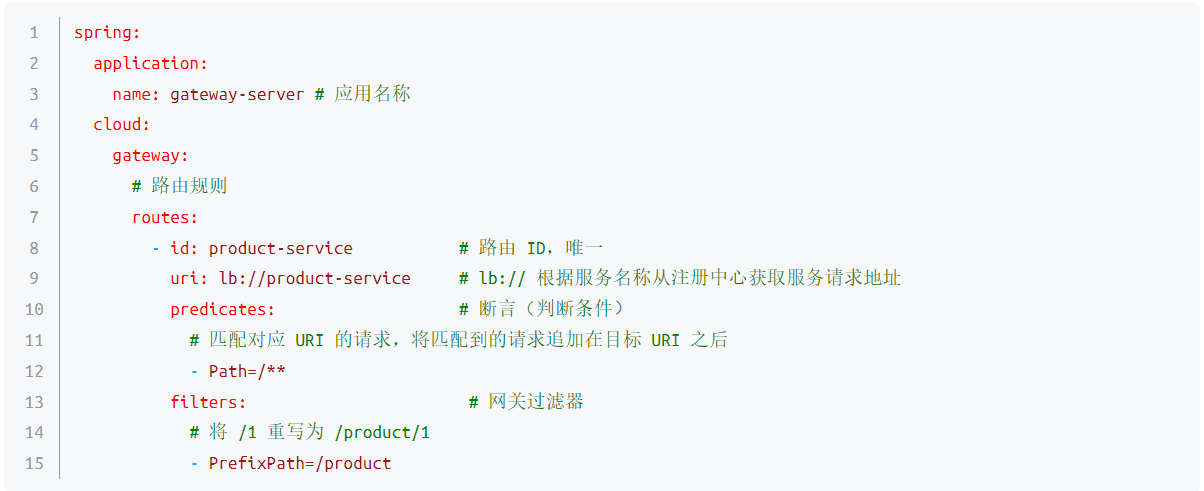 1 spring:
2   application:
3     name: gateway-server # 应用名称
4   cloud:
5     gateway:
6       # 路由规则
7       routes:
8         - id: product-service           # 路由 ID，唯一
9           uri: lb://product-service     # lb:// 根据服务名称从注册中心获取服务请求地址
10           predicates:                   # 断言（判断条件）
11             # 匹配对应 URI 的请求，将匹配到的请求追加在目标 URI 之后
12             - Path=/**
13           filters:                       # 网关过滤器
14             # 将 /1 重写为 /product/1
15             - PrefixPath=/product